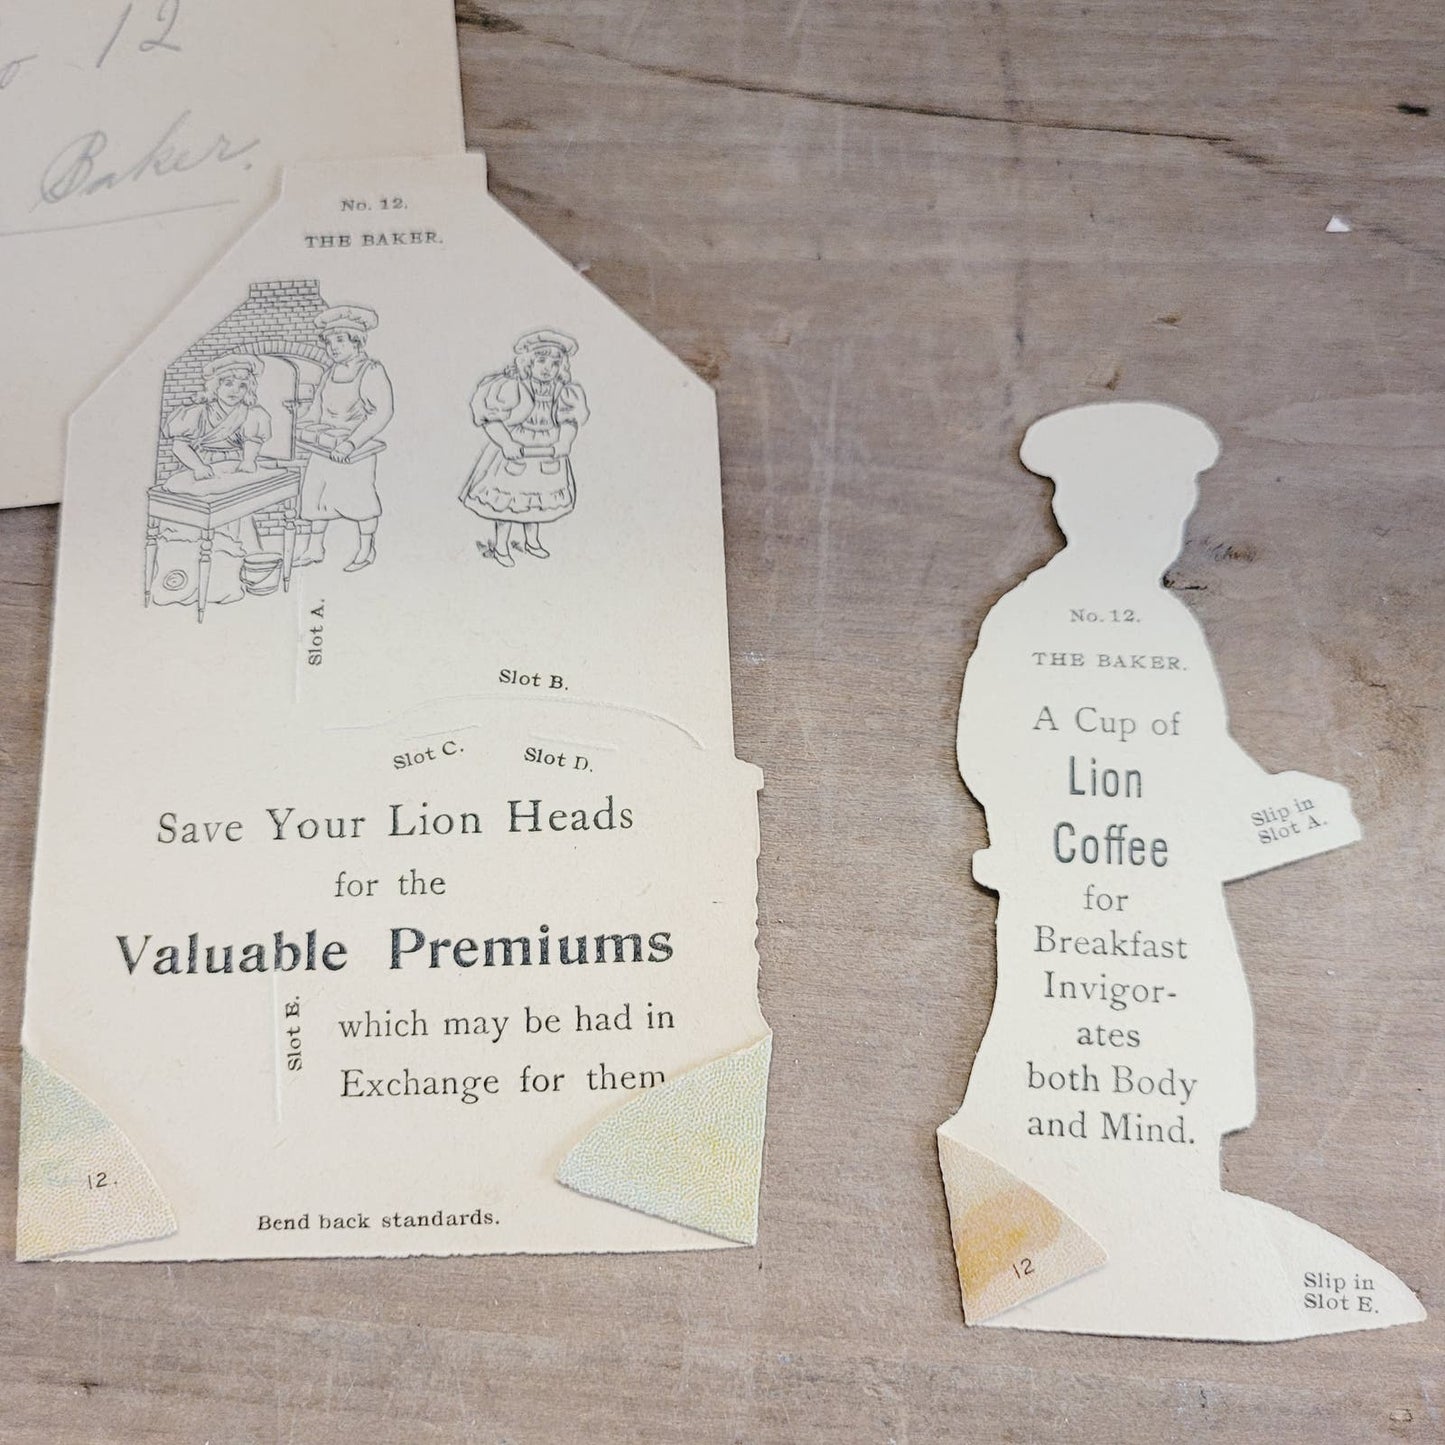 12
Baker.
No. 12.
THE BAKER.
Slot A.
Slot B.
Slot C.
Slot D.
Save Your Lion Heads
for the
Valuable Premiums
Slot E.
which may be had in
Exchange for them
12.
Bend back standards.
No. 12.
THE BAKER.
A Cup of
Lion
Coffee
for
Breakfast
Invigor-
ates
both Body
and Mind.
Slip in
Slot A.
12
Slip in
Slot E.